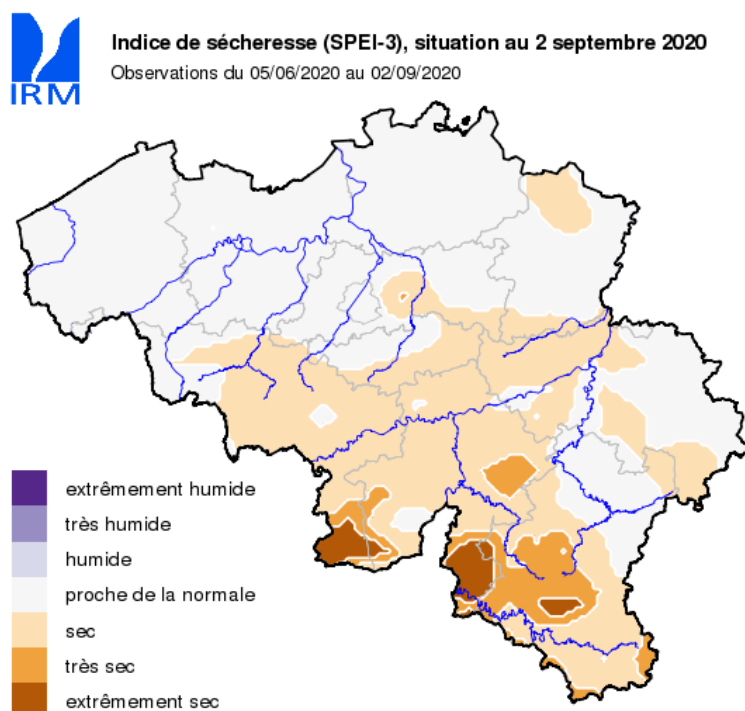 IRM
Indice de sécheresse (SPEI-3), situation au 2 septembre 2020
Observations du 05/06/2020 au 02/09/2020
extrêmement humide
très humide
humide
proche de la normale
sec
très sec
extrêmement sec